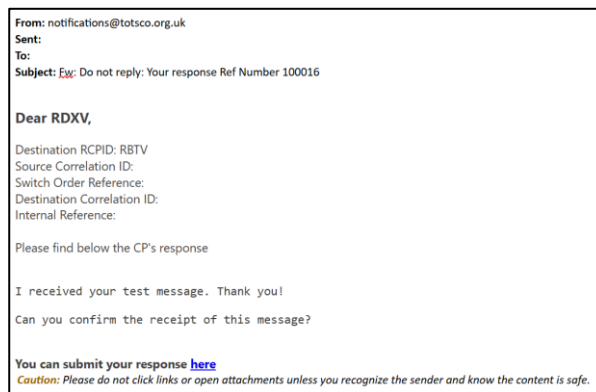 From: notifications@totsco.org.uk
Sent:
To:
Subject: Fw: Do not reply: Your response Ref Number 100016
Dear RDXV,
Destination RCPID: RBTV
Source Correlation ID:
Switch Order Reference:
Destination Correlation ID:
Internal Reference:
Please find below the CP's response
I received your test message. Thank you!
Can you confirm the receipt of this message?
You can submit your response here
Caution: Please do not click links or open attachments unless you recognize the sender and know the content is safe.